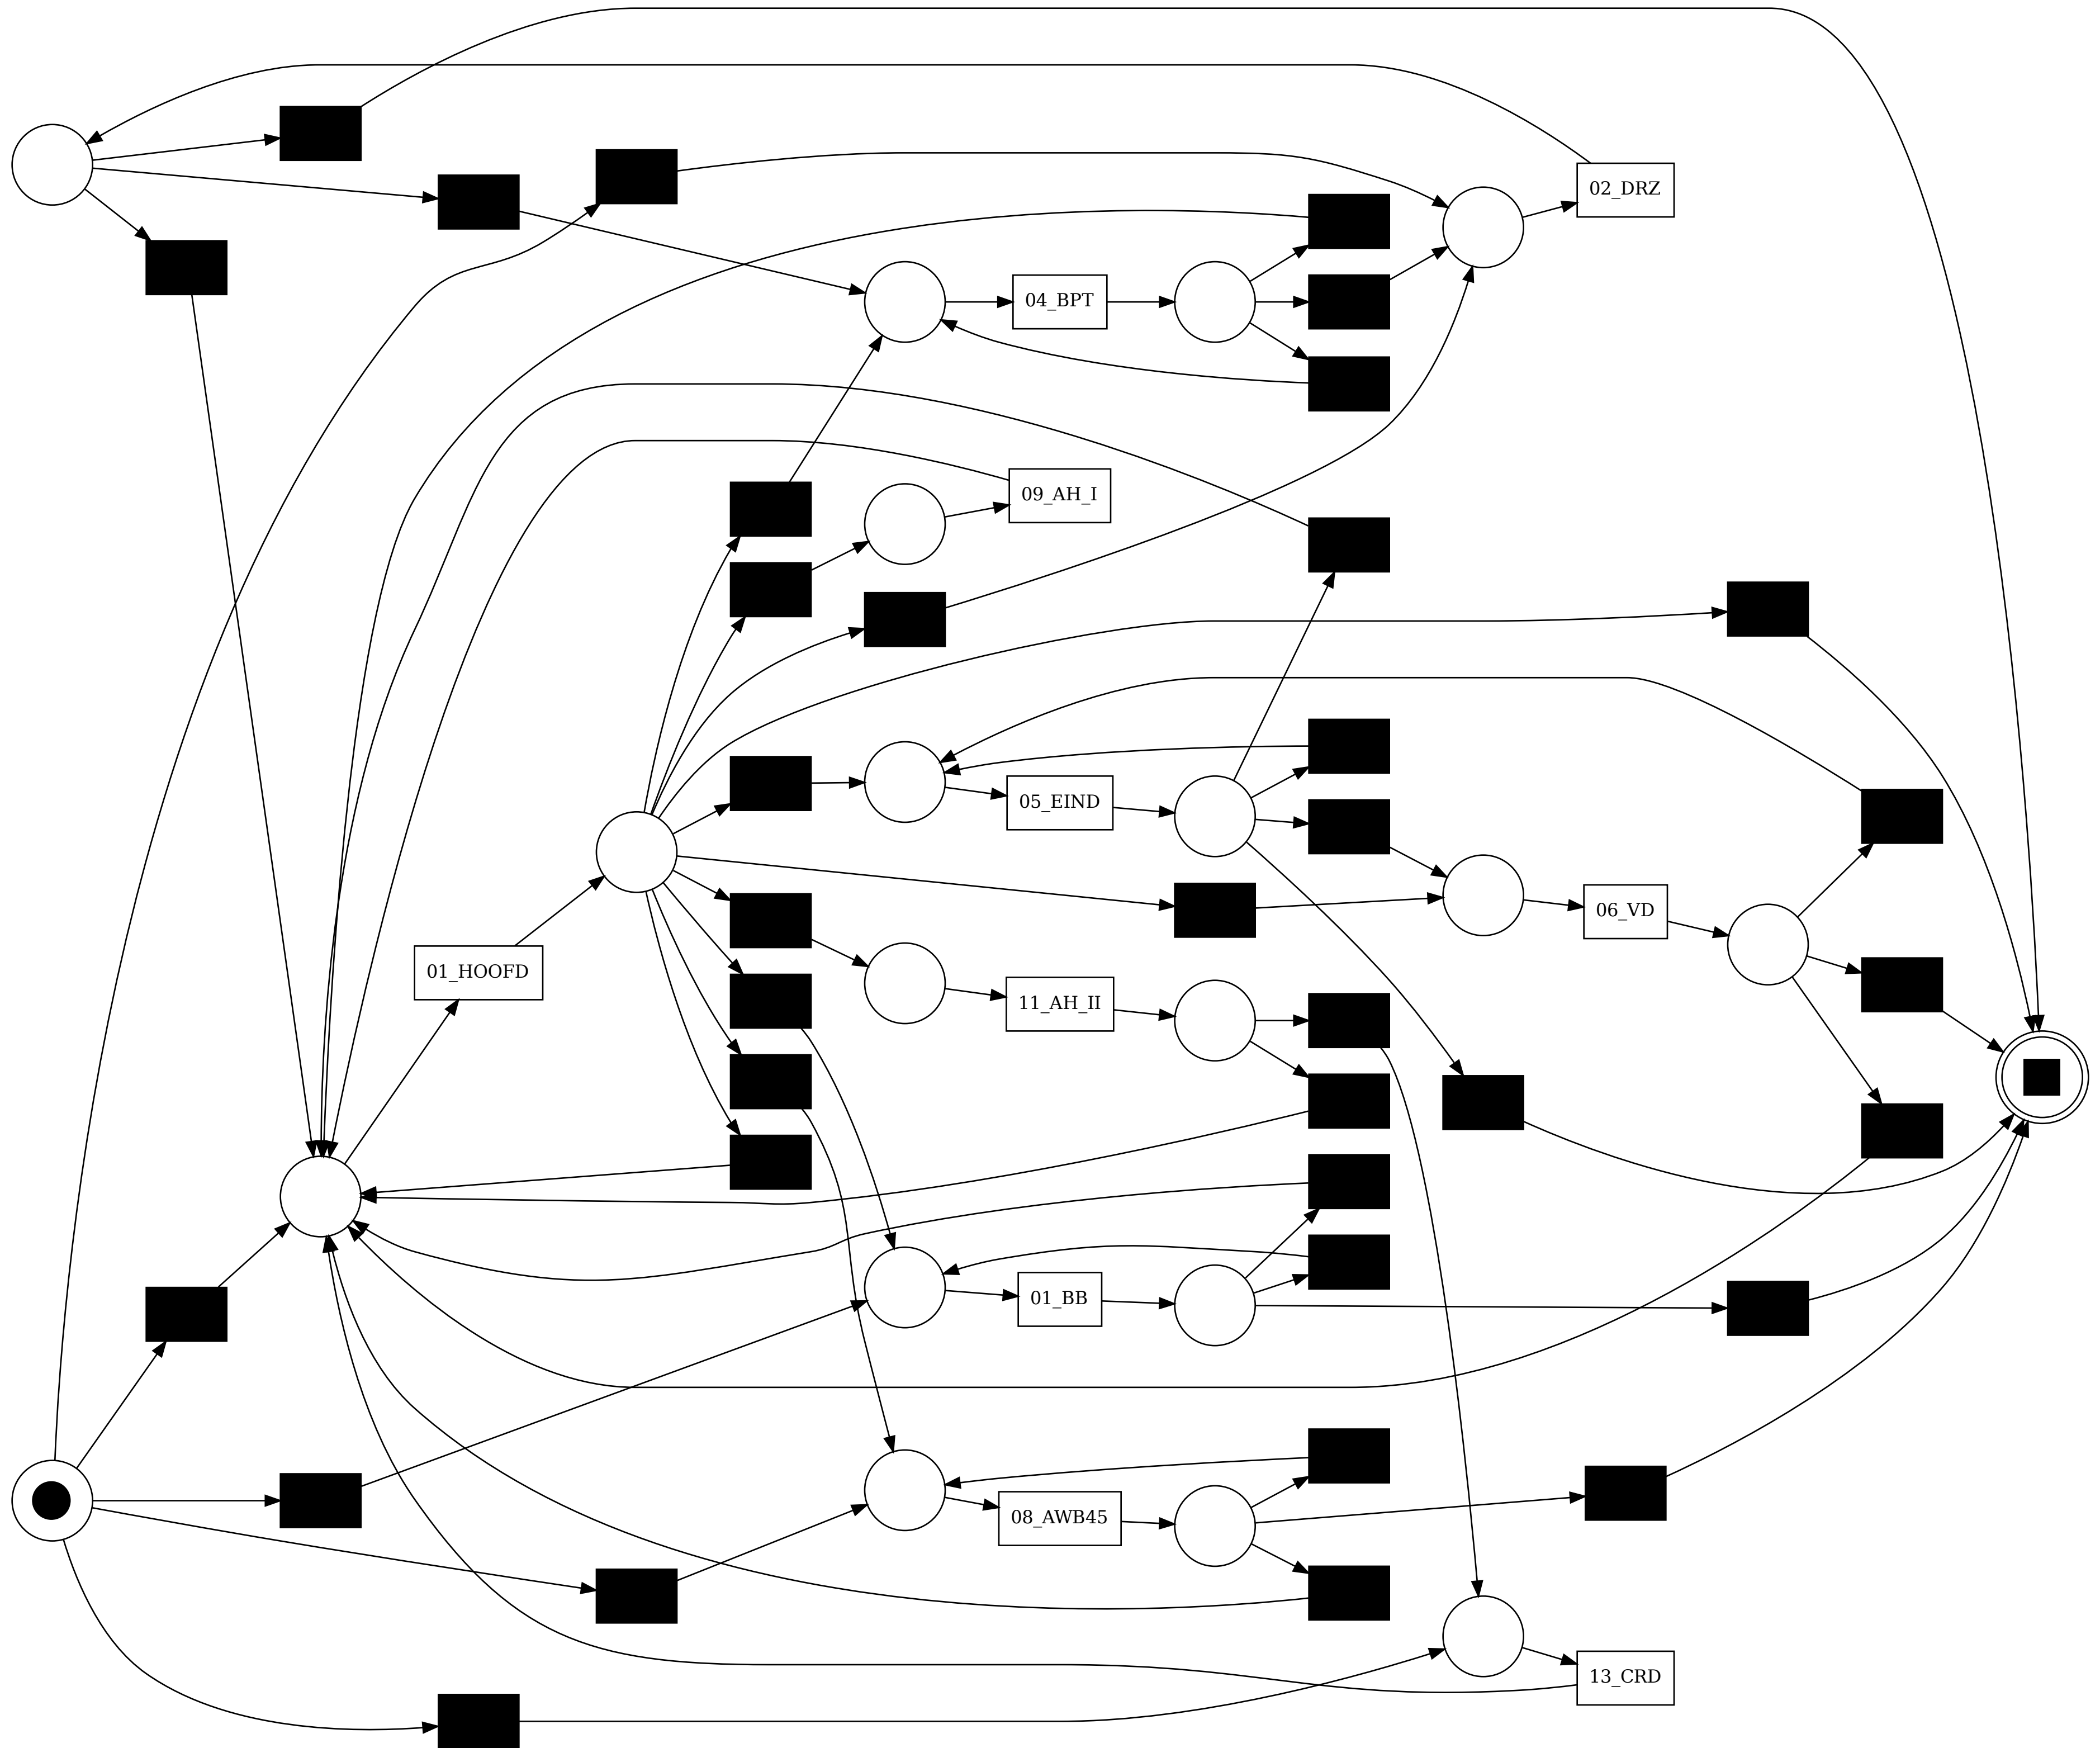 02_DRZ
04_BPT
09_AH_I
05_EIND
06_VD
01_HOOFD
11_AH_II
01_BB
08_AWB45
13_CRD